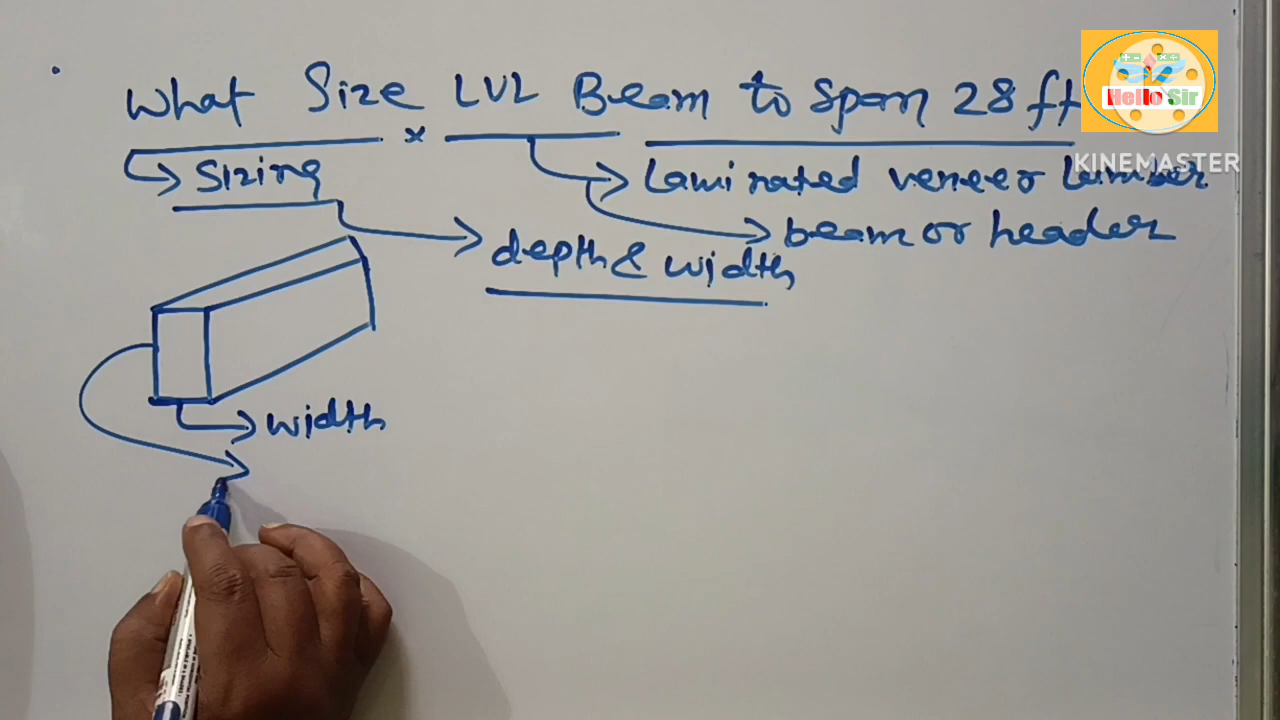 What Size LVL Beam to Span 28 ft
Hello Sir
KINEMASTER
Sizing
Laminated veneer Lumber
beam or header
depth & width
width